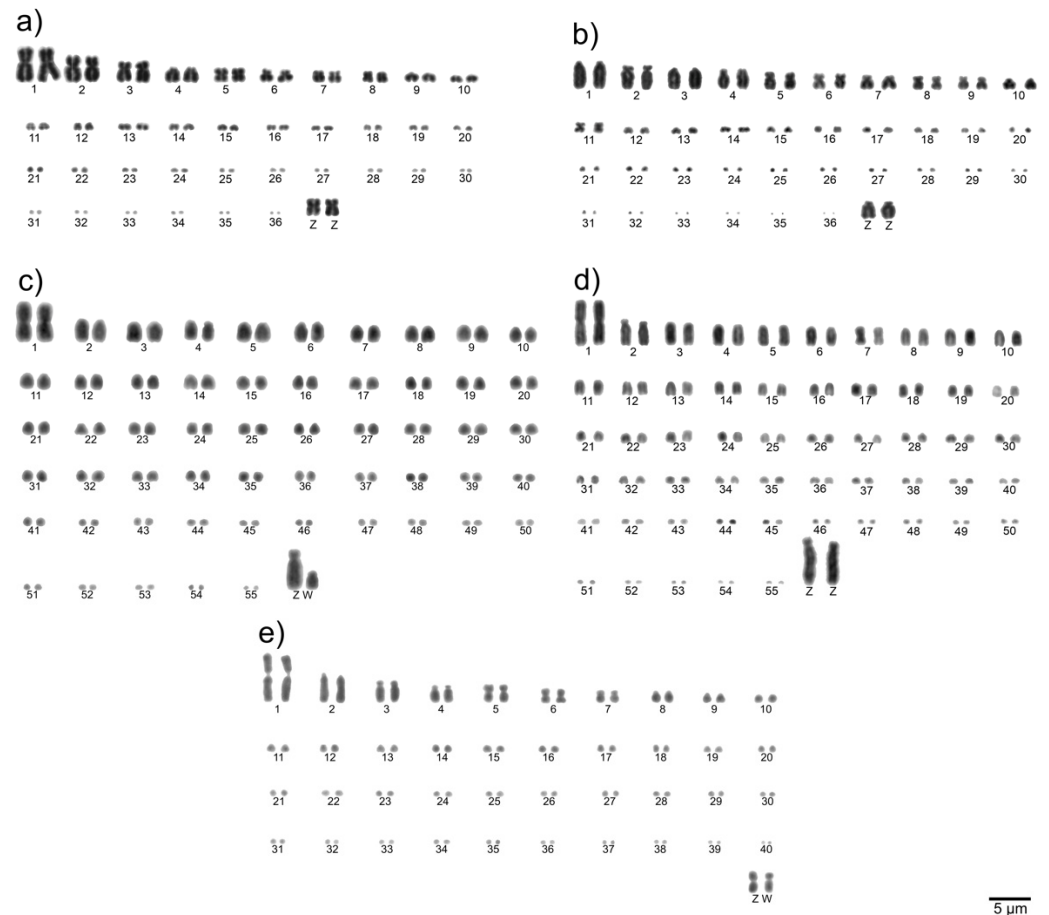 a)
1 2 3 4 5 6 7 8 9 10
11 12 13 14 15 16 17 18 19 20
21 22 23 24 25 26 27 28 29 30
31 32 33 34 35 36 Z Z
b)
1 2 3 4 5 6 7 8 9 10
11 12 13 14 15 16 17 18 19 20
21 22 23 24 25 26 27 28 29 30
31 32 33 34 35 36 Z Z
c)
1 2 3 4 5 6 7 8 9 10
11 12 13 14 15 16 17 18 19 20
21 22 23 24 25 26 27 28 29 30
31 32 33 34 35 36 37 38 39 40
41 42 43 44 45 46 47 48 49 50
51 52 53 54 55 Z W
d)
1 2 3 4 5 6 7 8 9 10
11 12 13 14 15 16 17 18 19 20
21 22 23 24 25 26 27 28 29 30
31 32 33 34 35 36 37 38 39 40
41 42 43 44 45 46 47 48 49 50
51 52 53 54 55 Z Z
e)
1 2 3 4 5 6 7 8 9 10
11 12 13 14 15 16 17 18 19 20
21 22 23 24 25 26 27 28 29 30
31 32 33 34 35 36 37 38 39 40
Z W
5 µm